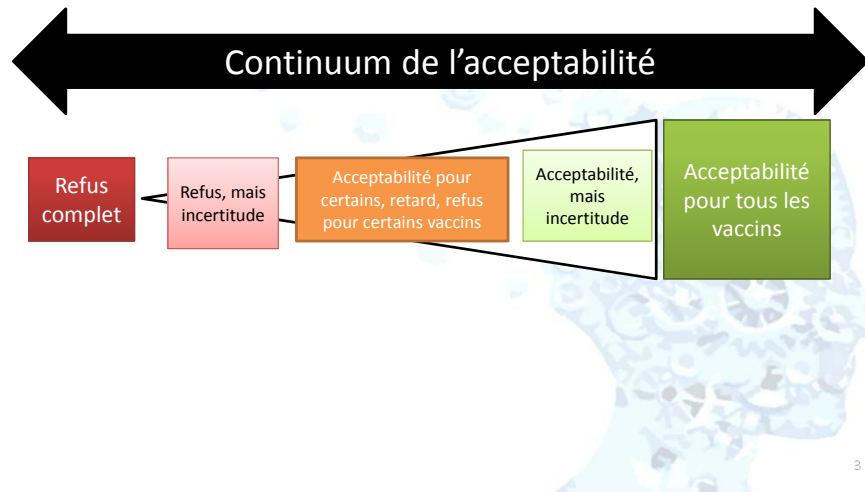 Continuum de l’acceptabilité
Refus
complet
Refus, mais
incertitude
Acceptabilité pour
certains, retard, refus
pour certains vaccins
Acceptabilité,
mais
incertitude
Acceptabilité
pour tous les
vaccins
3